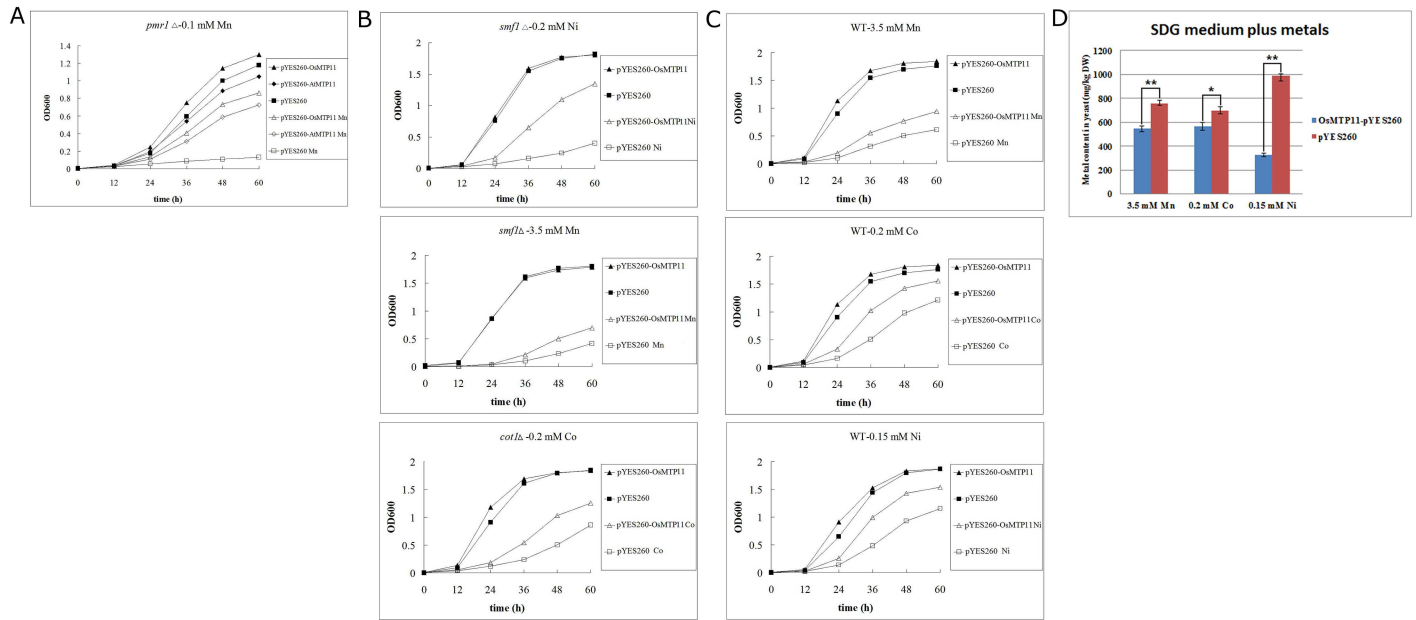 A
pmr1 △-0.1 mM Mn
OD600
1.4
1.2
1
0.8
0.6
0.4
0.2
0
0 12 24 36 48 60
time (h)
pYES260-OsMTP11
pYES260-AtMTP11
pYES260
pYES260-OsMTP11 Mn
pYES260-AtMTP11 Mn
pYES260 Mn
B
smf1 △-0.2 mM Ni
OD600
2
1.5
1
0.5
0
0 12 24 36 48 60
time (h)
pYES260-OsMTP11
pYES260
pYES260-OsMTP11Ni
pYES260 Ni
smf1Δ-3.5 mM Mn
OD600
2
1.5
1
0.5
0
0 12 24 36 48 60
time (h)
pYES260-OsMTP11
pYES260
pYES260-OsMTP11Mn
pYES260 Mn
cot1Δ-0.2 mM Co
OD600
2
1.5
1
0.5
0
0 12 24 36 48 60
time (h)
pYES260-OsMTP11
pYES260
pYES260-OsMTP11Co
pYES260 Co
C
WT-3.5 mM Mn
OD600
2
1.5
1
0.5
0
0 12 24 36 48 60
time (h)
pYES260-OsMTP11
pYES260
pYES260-OsMTP11 Mn
pYES260 Mn
WT-0.2 mM Co
OD600
2
1.5
1
0.5
0
0 12 24 36 48 60
time (h)
pYES260-OsMTP11
pYES260
pYES260-OsMTP11Co
pYES260 Co
WT-0.15 mM Ni
OD600
2
1.5
1
0.5
0
0 12 24 36 48 60
time (h)
pYES260-OsMTP11
pYES260
pYES260-OsMTP11Ni
pYES260 Ni
D
SDG medium plus metals
Metal content in yeast(mg/kg DW)
1200
1000
800
600
400
200
0
** * **
3.5 mM Mn 0.2 mM Co 0.15 mM Ni
OsMTP11-pYES260
pYES260